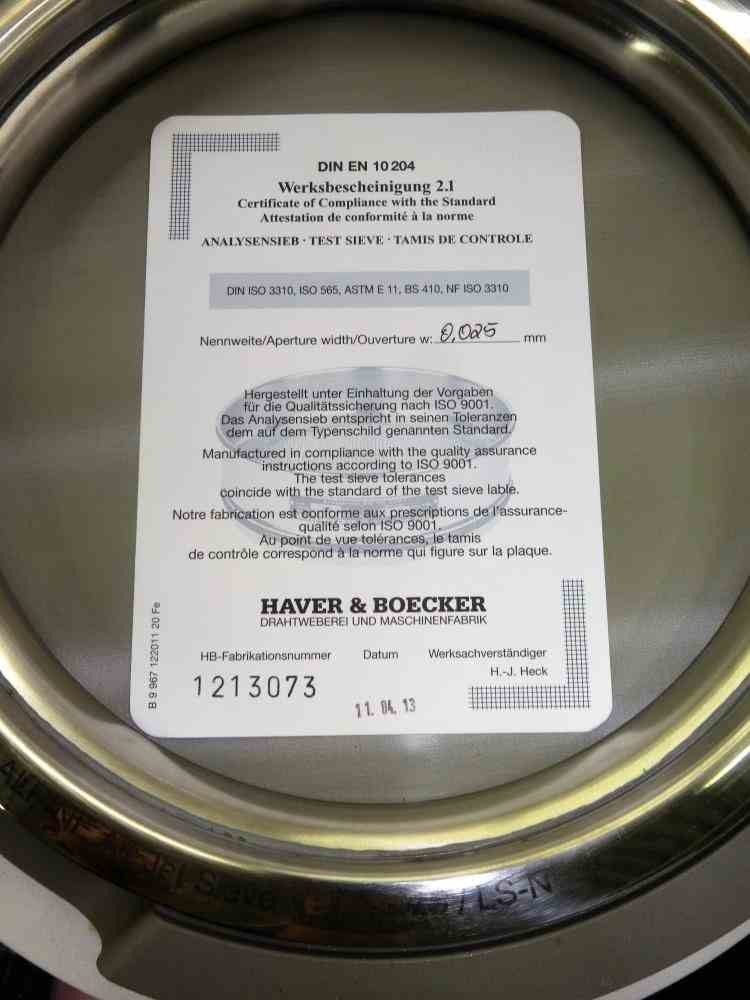 DIN EN 10 204
Werksbescheinigung 2.1
Certificate of Compliance with the Standard
Attestation de conformité à la norme
ANALYSENSIEB · TEST SIEVE · TAMIS DE CONTROLE
DIN ISO 3310, ISO 565, ASTM E 11, BS 410, NF ISO 3310
Nennweite/Aperture width/Ouverture w: 0,025 mm
Hergestellt unter Einhaltung der Vorgaben
für die Qualitätssicherung nach ISO 9001.
Das Analysensieb entspricht in seinen Toleranzen
dem auf dem Typenschild genannten Standard.
Manufactured in compliance with the quality assurance
instructions according to ISO 9001.
The test sieve tolerances
coincide with the standard of the test sieve lable.
Notre fabrication est conforme aux prescriptions de l'assurance-
qualité selon ISO 9001.
Au point de vue tolérances, le tamis
de contrôle correspond à la norme qui figure sur la plaque.
HAVER & BOECKER
DRAHTWEBEREI UND MASCHINENFABRIK
HB-Fabrikationsnummer Datum Werksachverständiger
H.-J. Heck
1213073
11. 04. 13
B 9 967 122011 20 Fe
Jet Sieve
/ LS-N